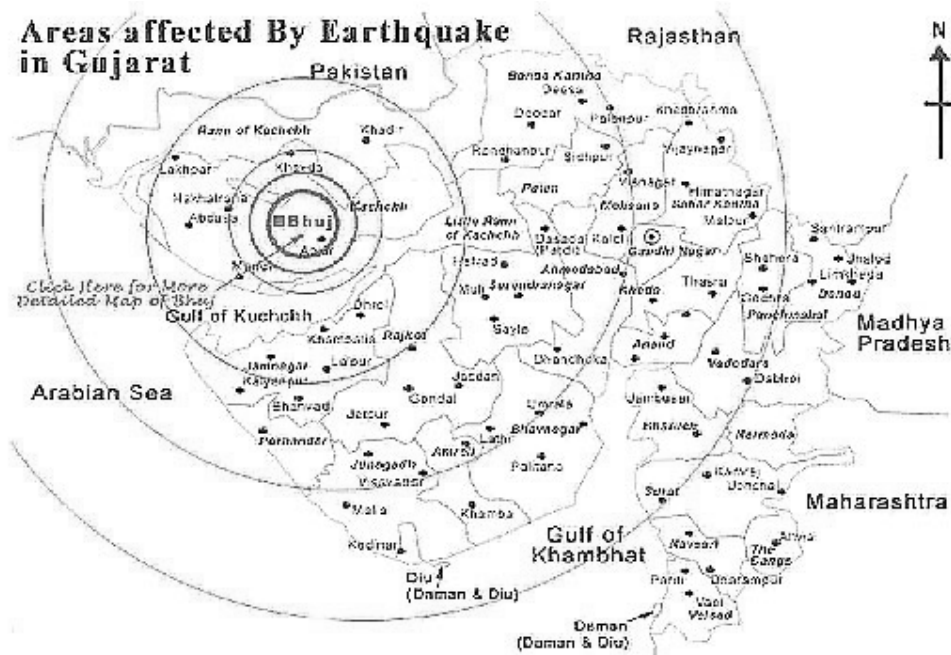 Areas affected By Earthquake
in Gujarat
Rajasthan
N
Pakistan
Banas Kantha
Deesa
Deodar
Palanpur
Khedbrahma
Rann of Kachchh
Khadir
Radhanpur
Sidhpur
Vijaynagar
Lakhpat
Khavda
Patan
Visnagar
Himatnagar
Sabar Kantha
Nakhatrana
Kachchh
Mehsana
Malpur
Abdasa
Bhuj
Little Rann
of Kachchh
Dasada
(Patdi)
Kalol
Gandhi Nagar
Santrampur
Anjar
Halvad
Ahmedabad
Shehera
Jhalod
Limkheda
Click Here for More
Detailed Map of Bhuj
Muli
Surendranagar
Kheda
Thasra
Godhra
Dahod
Panchmahal
Dhrol
Gulf of Kuchchh
Sayla
Khambalia
Rajkot
Anand
Madhya
Pradesh
Lalpur
Dhandhuka
Vadodara
Jamnagar
Kalyanpur
Arabian Sea
Jasdan
Dabhoi
Gondal
Jambusar
Bhanvad
Jetpur
Umrala
Bharuch
Porbandar
Lathi
Bhavnagar
Narmada
Amreli
Junagadh
Palitana
Visavadar
Surat
Maharashtra
Malia
Khambha
Gulf of
Khambhat
Kodinar
Navsari
Ahwa
The
Dangs
Diu
(Daman & Diu)
Pardi
Dharampur
Vapi
Valsad
Daman
(Daman & Diu)